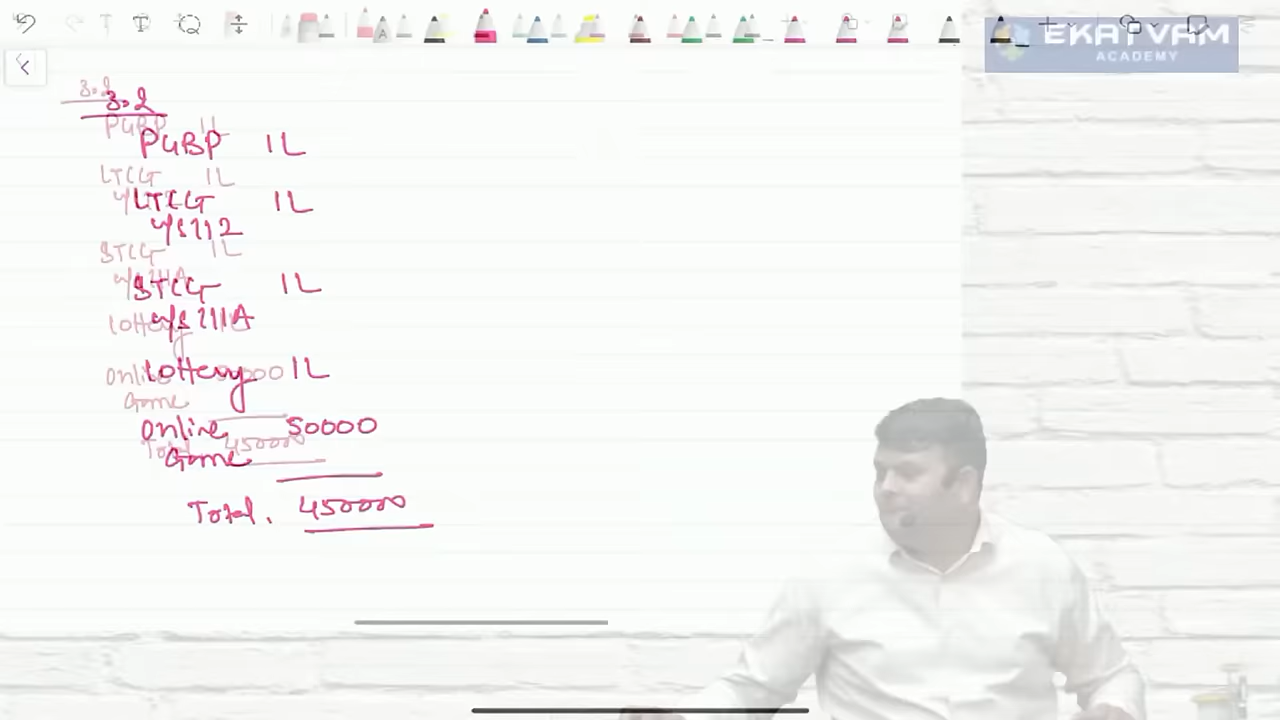 EKATVAM
ACADEMY
3.2
PGBP 1L
LTCG 1L
u/s 112
STCG 1L
u/s 111A
Lottery 1L
Online 50000
Game
Total. 450000